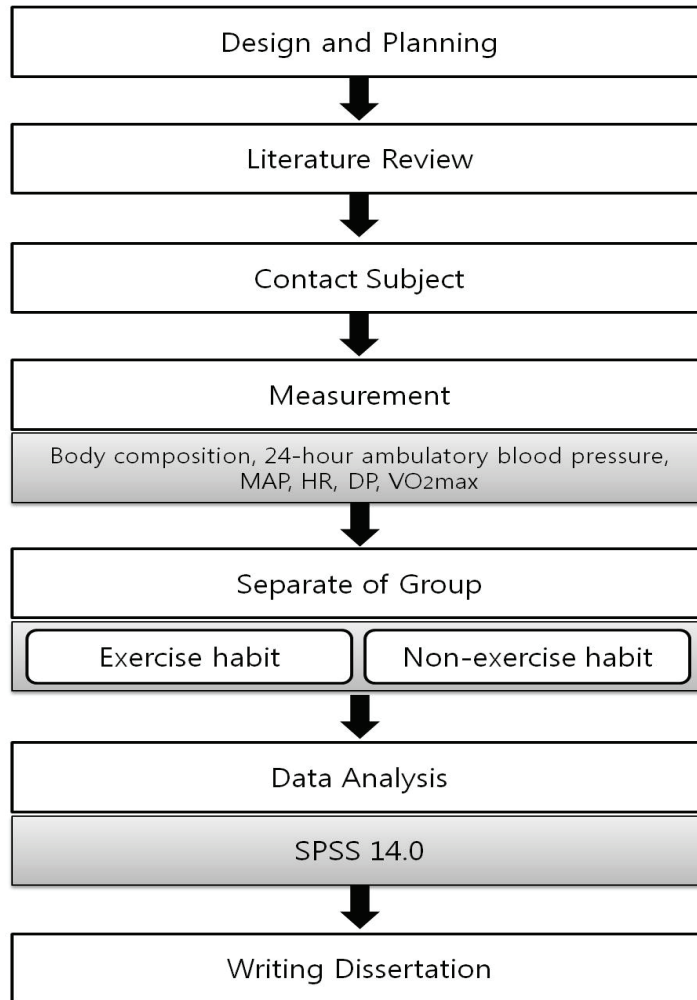 Design and Planning
Literature Review
Contact Subject
Measurement
Body composition, 24-hour ambulatory blood pressure,
MAP, HR, DP, VO2max
Separate of Group
Exercise habit
Non-exercise habit
Data Analysis
SPSS 14.0
Writing Dissertation